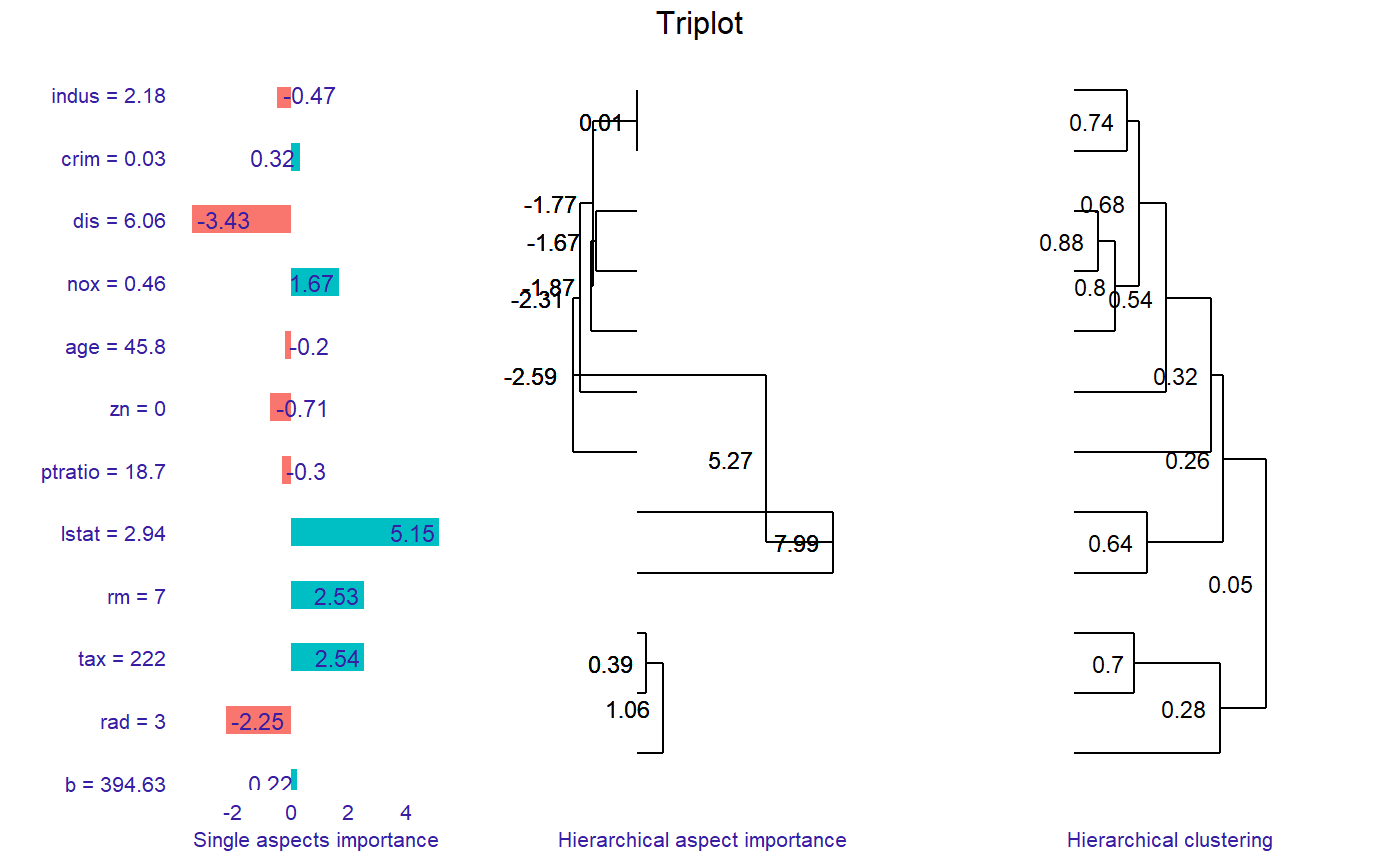 Triplot
indus = 2.18
-0.47
crim = 0.03
0.32
dis = 6.06
-3.43
nox = 0.46
1.67
age = 45.8
-0.2
zn = 0
-0.71
ptratio = 18.7
-0.3
lstat = 2.94
5.15
rm = 7
2.53
tax = 222
2.54
rad = 3
-2.25
b = 394.63
0.22
-2 0 2 4
Single aspects importance
0.01
-1.77
-1.67
-1.87
-2.31
-2.59
5.27
7.99
0.39
1.06
Hierarchical aspect importance
0.74
0.68
0.88
0.8
0.54
0.32
0.26
0.64
0.05
0.7
0.28
Hierarchical clustering